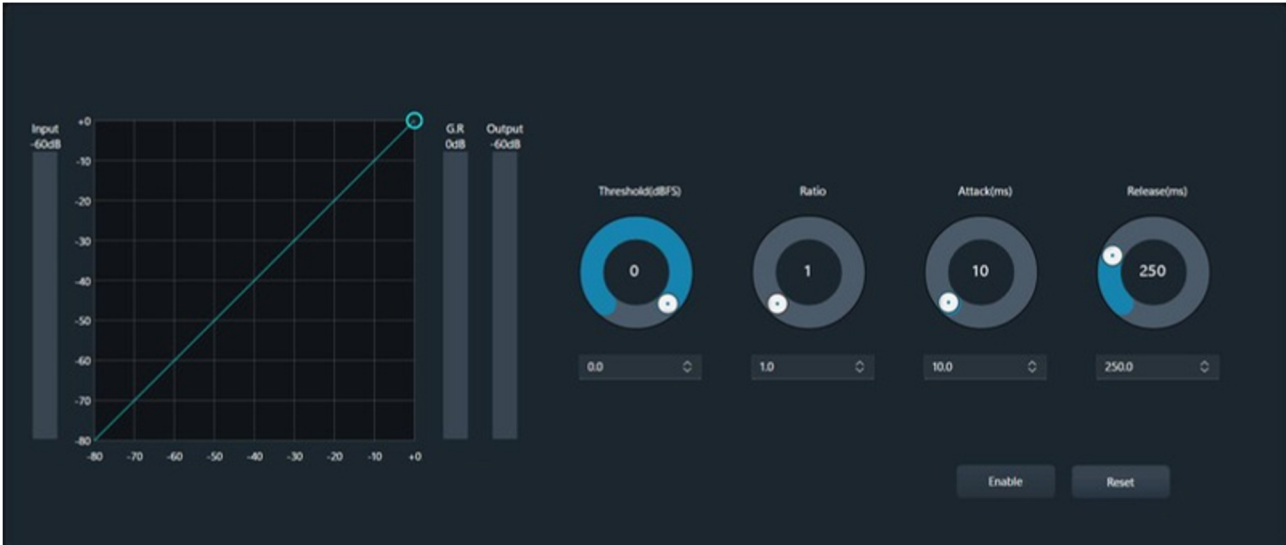 Input
-60dB
+0
-10
-20
-30
-40
-50
-60
-70
-80
-80 -70 -60 -50 -40 -30 -20 -10 +0
G.R
0dB
Output
-60dB
Threshold(dBFS)
0
0.0
Ratio
1
1.0
Attack(ms)
10
10.0
Release(ms)
250
250.0
Enable
Reset